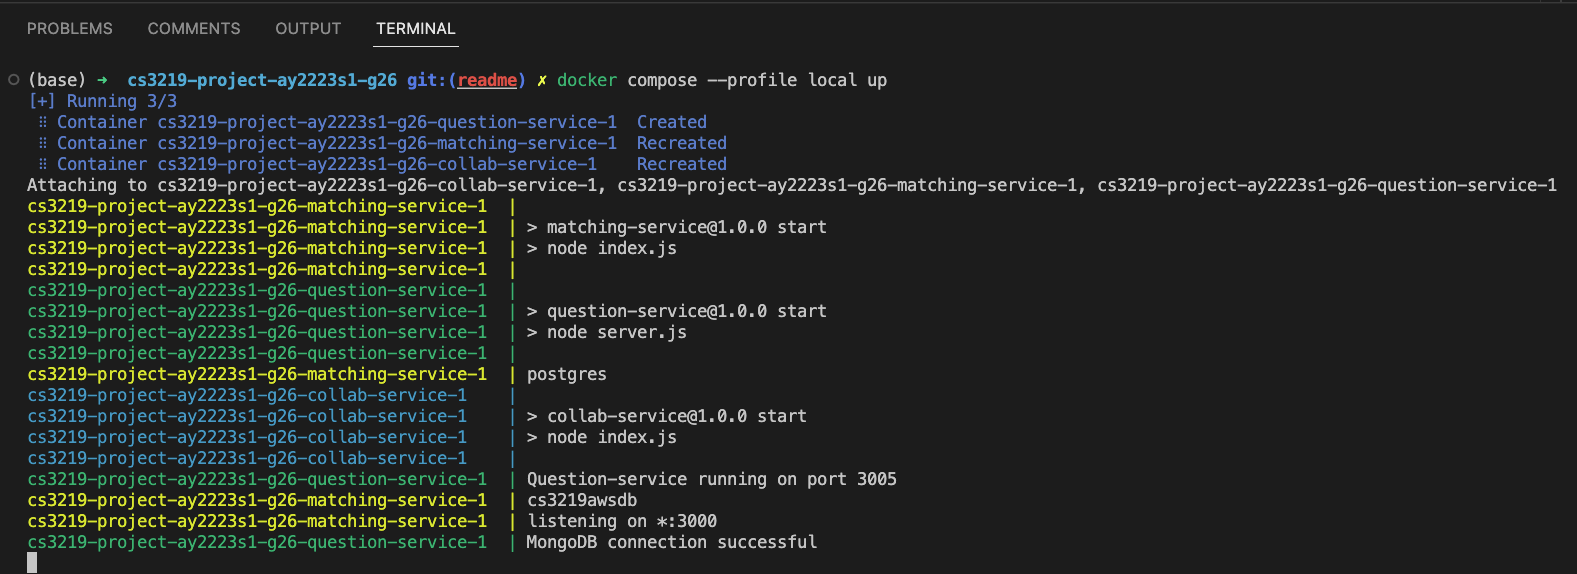 PROBLEMS COMMENTS OUTPUT TERMINAL
(base) ➜ cs3219-project-ay2223s1-g26 git:(readme) ✗ docker compose --profile local up
[+] Running 3/3
⠿ Container cs3219-project-ay2223s1-g26-question-service-1 Created
⠿ Container cs3219-project-ay2223s1-g26-matching-service-1 Recreated
⠿ Container cs3219-project-ay2223s1-g26-collab-service-1 Recreated
Attaching to cs3219-project-ay2223s1-g26-collab-service-1, cs3219-project-ay2223s1-g26-matching-service-1, cs3219-project-ay2223s1-g26-question-service-1
cs3219-project-ay2223s1-g26-matching-service-1 |
cs3219-project-ay2223s1-g26-matching-service-1 | > matching-service@1.0.0 start
cs3219-project-ay2223s1-g26-matching-service-1 | > node index.js
cs3219-project-ay2223s1-g26-matching-service-1 |
cs3219-project-ay2223s1-g26-question-service-1 |
cs3219-project-ay2223s1-g26-question-service-1 | > question-service@1.0.0 start
cs3219-project-ay2223s1-g26-question-service-1 | > node server.js
cs3219-project-ay2223s1-g26-question-service-1 |
cs3219-project-ay2223s1-g26-matching-service-1 | postgres
cs3219-project-ay2223s1-g26-collab-service-1 |
cs3219-project-ay2223s1-g26-collab-service-1 | > collab-service@1.0.0 start
cs3219-project-ay2223s1-g26-collab-service-1 | > node index.js
cs3219-project-ay2223s1-g26-collab-service-1 |
cs3219-project-ay2223s1-g26-question-service-1 | Question-service running on port 3005
cs3219-project-ay2223s1-g26-matching-service-1 | cs3219awsdb
cs3219-project-ay2223s1-g26-matching-service-1 | listening on *:3000
cs3219-project-ay2223s1-g26-question-service-1 | MongoDB connection successful